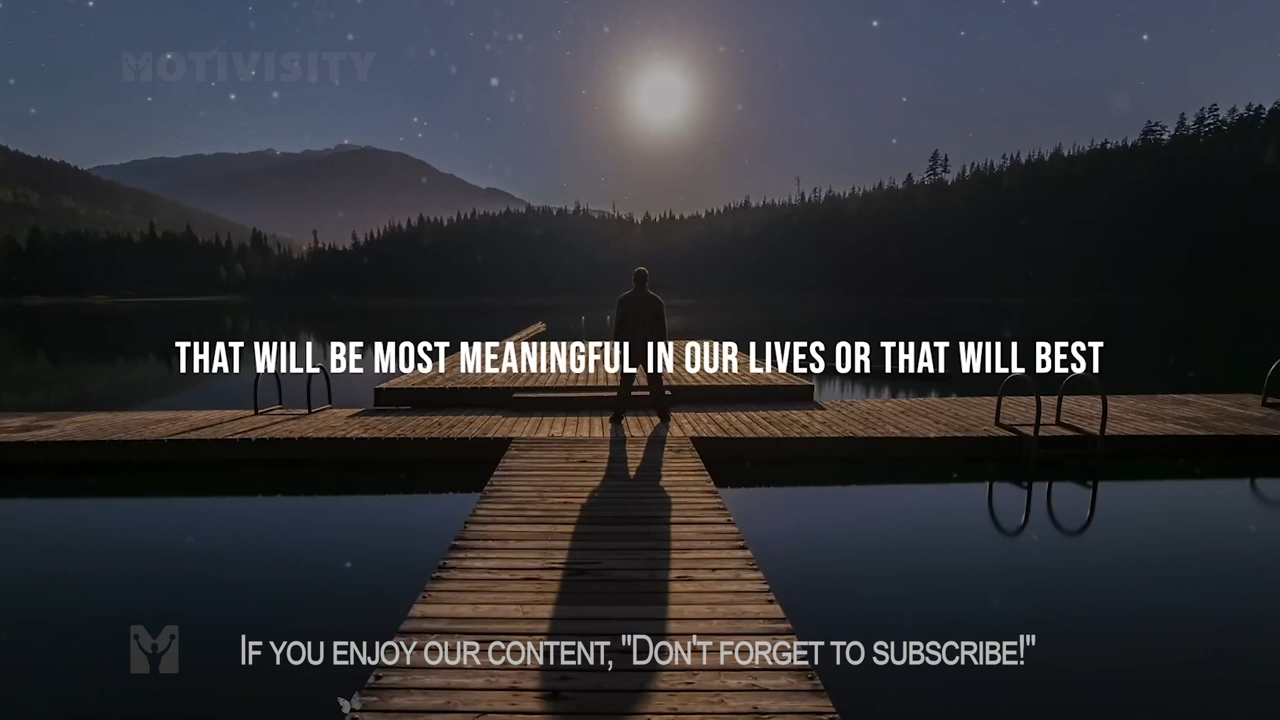 MOTIVISITY
THAT WILL BE MOST MEANINGFUL IN OUR LIVES OR THAT WILL BEST
IF YOU ENJOY OUR CONTENT, "DON'T FORGET TO SUBSCRIBE!"